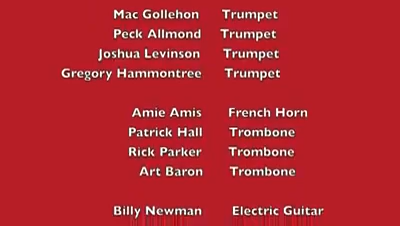 Mac Gollehon Trumpet
Peck Allmond Trumpet
Joshua Levinson Trumpet
Gregory Hammontree Trumpet
Amie Amis French Horn
Patrick Hall Trombone
Rick Parker Trombone
Art Baron Trombone
Billy Newman Electric Guitar